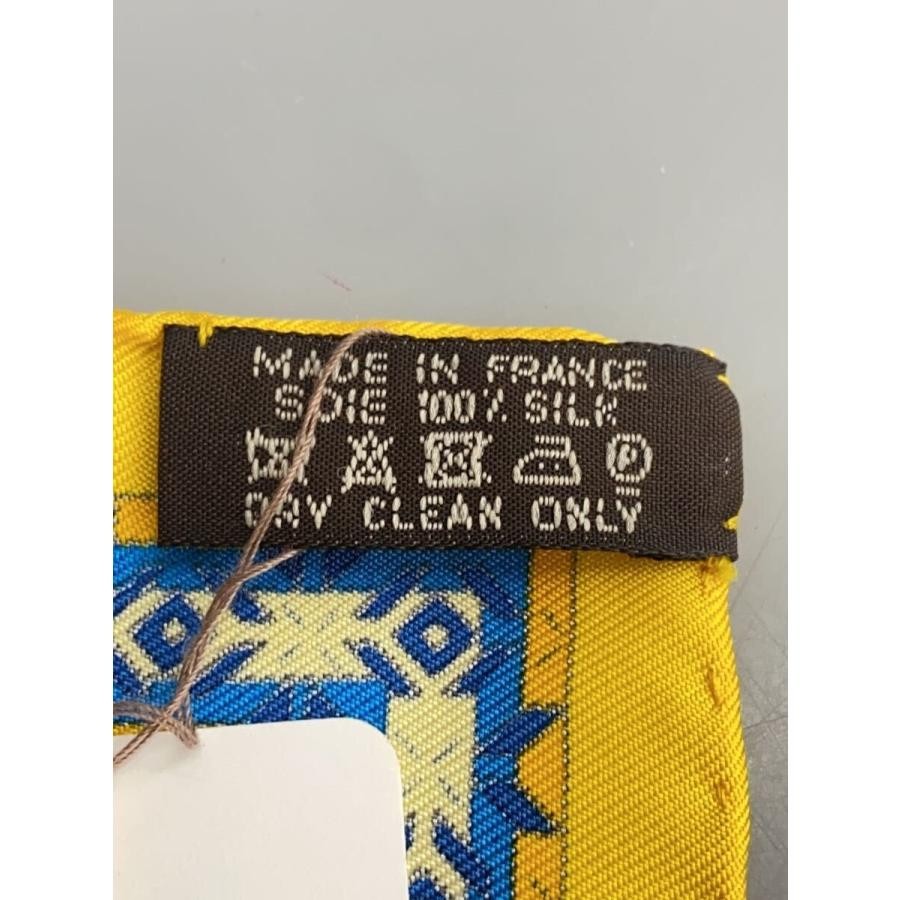 MADE IN FRANCE
SOIE 100% SILK
P
DRY CLEAN ONLY